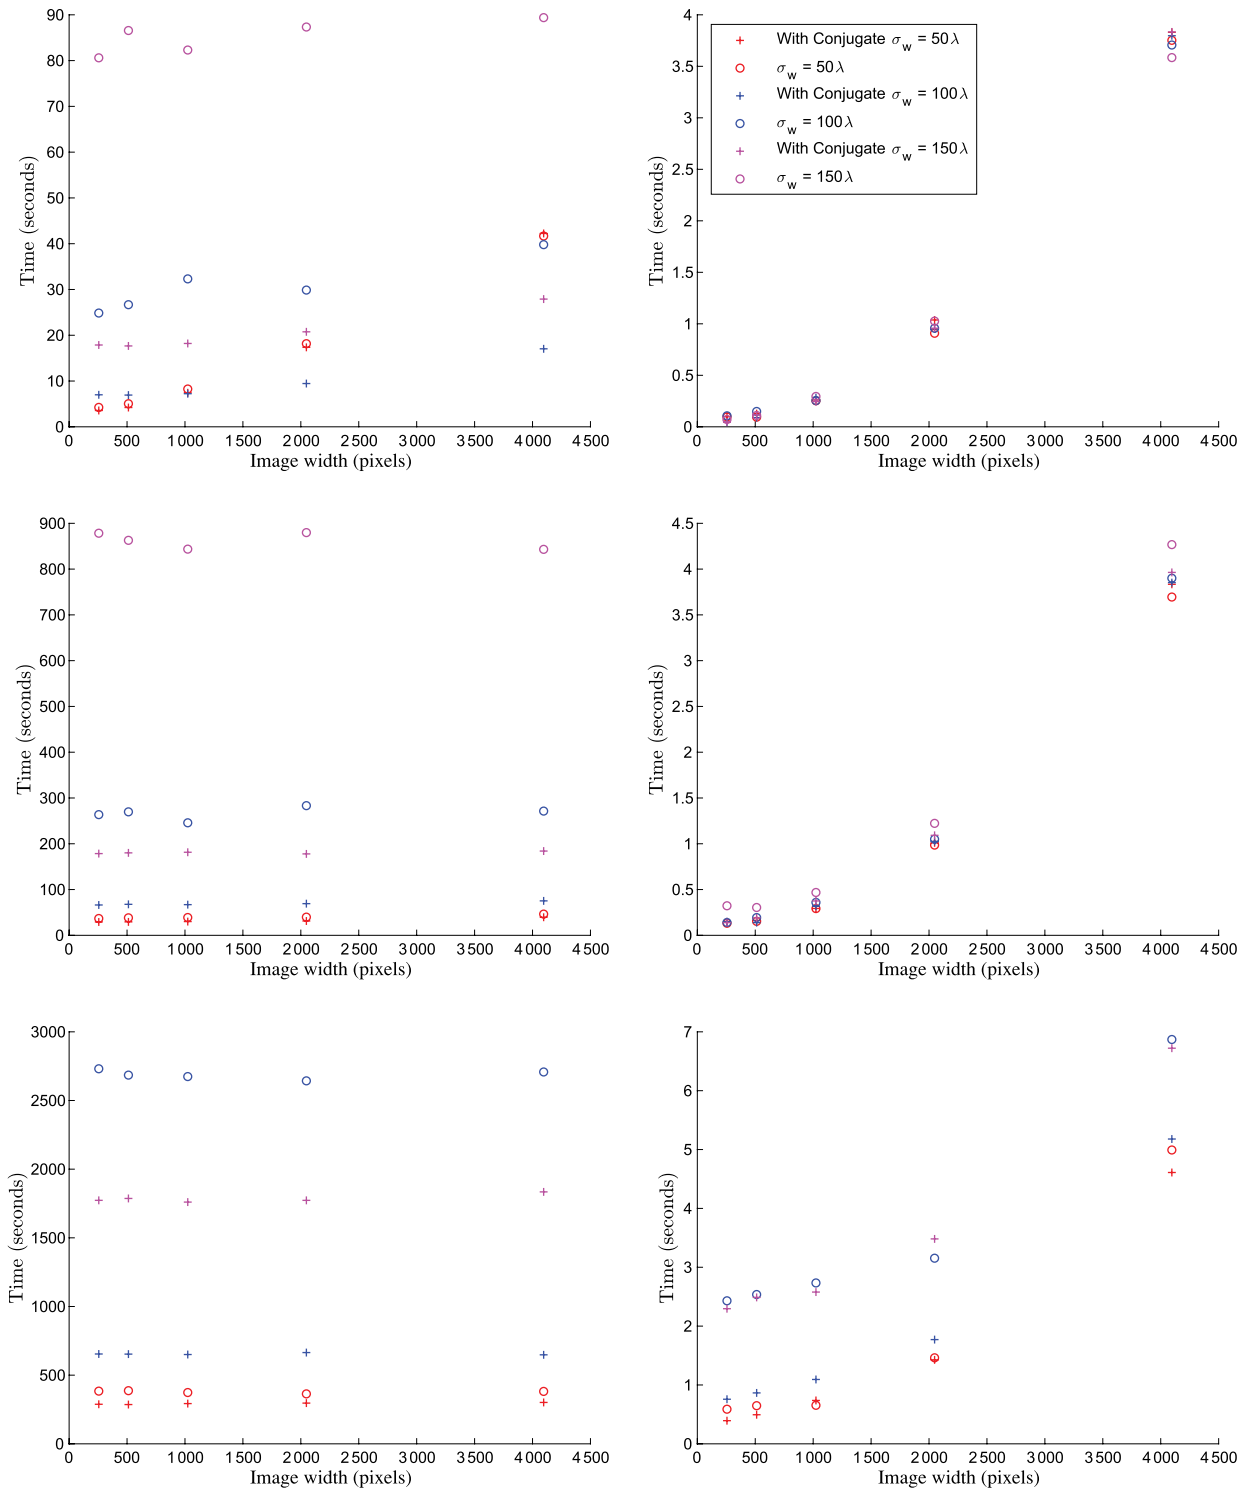 90
80
70
60
50
40
30
20
10
0
Time (seconds)
0 500 1000 1500 2000 2500 3000 3500 4000 4500
Image width (pixels)
4
3.5
3
2.5
2
1.5
1
0.5
0
Time (seconds)
With Conjugate σw = 50λ
σw = 50λ
With Conjugate σw = 100λ
σw = 100λ
With Conjugate σw = 150λ
σw = 150λ
0 500 1000 1500 2000 2500 3000 3500 4000 4500
Image width (pixels)
900
800
700
600
500
400
300
200
100
0
Time (seconds)
0 500 1000 1500 2000 2500 3000 3500 4000 4500
Image width (pixels)
4.5
4
3.5
3
2.5
2
1.5
1
0.5
0
Time (seconds)
0 500 1000 1500 2000 2500 3000 3500 4000 4500
Image width (pixels)
3000
2500
2000
1500
1000
500
0
Time (seconds)
0 500 1000 1500 2000 2500 3000 3500 4000 4500
Image width (pixels)
7
6
5
4
3
2
1
0
Time (seconds)
0 500 1000 1500 2000 2500 3000 3500 4000 4500
Image width (pixels)